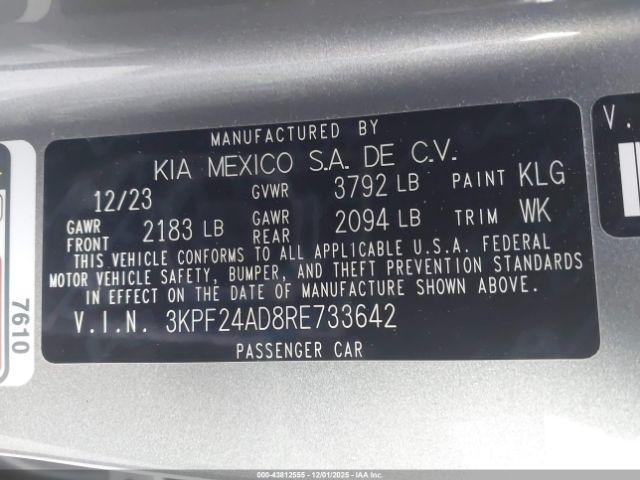 MANUFACTURED BY
KIA MEXICO S.A. DE C.V.
12/23 GVWR 3792 LB PAINT KLG
GAWR FRONT 2183 LB GAWR REAR 2094 LB TRIM WK
THIS VEHICLE CONFORMS TO ALL APPLICABLE U.S.A. FEDERAL
MOTOR VEHICLE SAFETY, BUMPER, AND THEFT PREVENTION STANDARDS
IN EFFECT ON THE DATE OF MANUFACTURE SHOWN ABOVE.
V.I.N. 3KPF24AD8RE733642
PASSENGER CAR
7610
V.
000-43812555 - 12/01/2025 - IAAI.COM